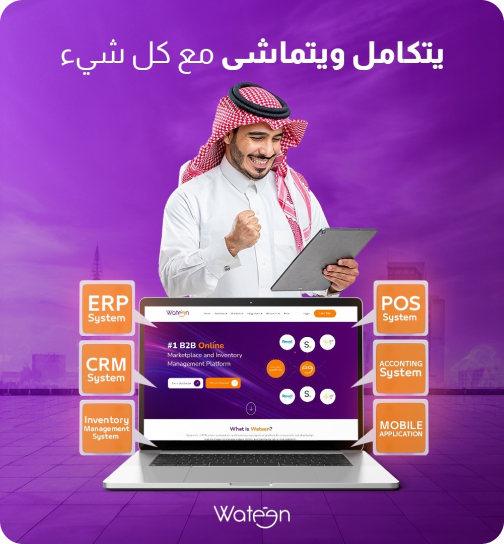 يتكامل ويتماشى مع كل شيء
ERP
System
POS
System
CRM
System
ACCONTING
System
Inventory
Management
System
MOBILE
APPLICATION
Wateen
#1 B2B Online
Marketplace and Inventory
Management Platform
What is Wateen?
Wateen